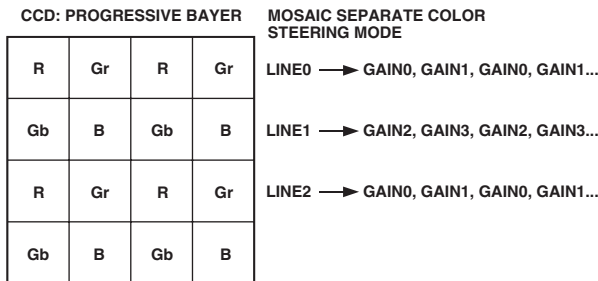 CCD: PROGRESSIVE BAYER
MOSAIC SEPARATE COLOR
STEERING MODE
R Gr R Gr
LINE0 GAIN0, GAIN1, GAIN0, GAIN1...
Gb B Gb B
LINE1 GAIN2, GAIN3, GAIN2, GAIN3...
R Gr R Gr
LINE2 GAIN0, GAIN1, GAIN0, GAIN1...
Gb B Gb B